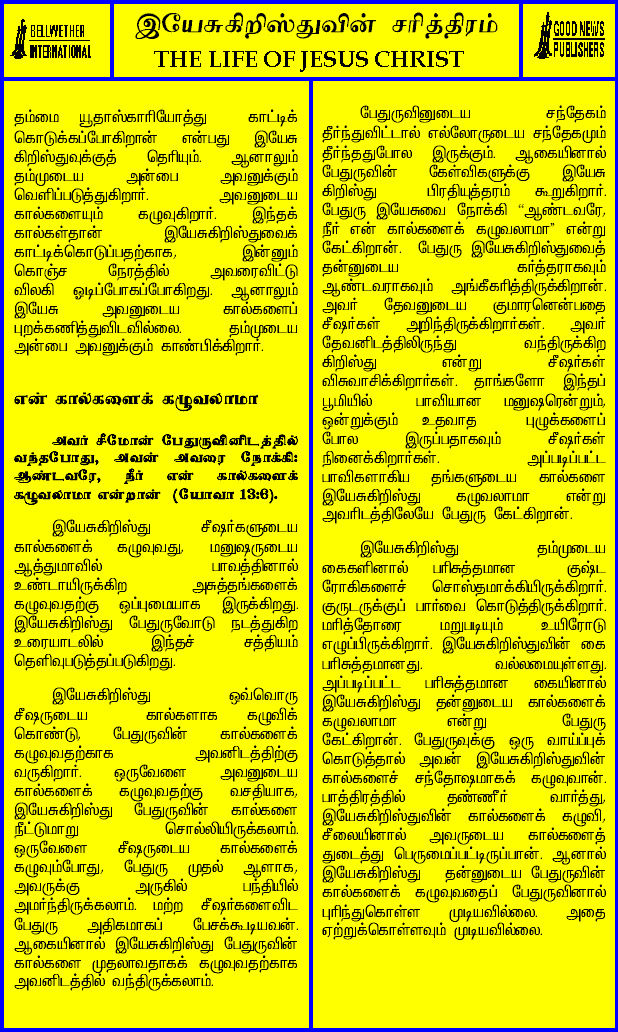 BELLWETHER
INTERNATIONAL
இயேசுகிறிஸ்துவின் சரித்திரம்
THE LIFE OF JESUS CHRIST
GOOD NEWS
PUBLISHERS
தம்மை யூதாஸ்காரியோத்து காட்டிக்
கொடுக்கப்போகிறான் என்பது இயேசு
கிறிஸ்துவுக்குத் தெரியும். ஆனாலும்
தம்முடைய அன்பை அவனுக்கும்
வெளிப்படுத்துகிறார். அவனுடைய
கால்களையும் கழுவுகிறார். இந்தக்
கால்கள்தான் இயேசுகிறிஸ்துவைக்
காட்டிக்கொடுப்பதற்காக, இன்னும்
கொஞ்ச நேரத்தில் அவரைவிட்டு
விலகி ஓடிப்போகப்போகிறது. ஆனாலும்
இயேசு அவனுடைய கால்களைப்
புறக்கணித்துவிடவில்லை. தம்முடைய
அன்பை அவனுக்கும் காண்பிக்கிறார்.
என் கால்களைக் கழுவலாமா
அவர் சீமோன் பேதுருவினிடத்தில்
வந்தபோது, அவன் அவரை நோக்கி:
ஆண்டவரே, நீர் என் கால்களைக்
கழுவலாமா என்றான் (யோவா 13:6).
இயேசுகிறிஸ்து சீஷர்களுடைய
கால்களைக் கழுவுவது, மனுஷருடைய
ஆத்துமாவில் பாவத்தினால்
உண்டாயிருக்கிற அசுத்தங்களைக்
கழுவுவதற்கு ஒப்புமையாக இருக்கிறது.
இயேசுகிறிஸ்து பேதுருவோடு நடத்துகிற
உரையாடலில் இந்தச் சத்தியம்
தெளிவுபடுத்தப்படுகிறது.
இயேசுகிறிஸ்து ஒவ்வொரு
சீஷருடைய கால்களாக கழுவிக்
கொண்டு, பேதுருவின் கால்களைக்
கழுவுவதற்காக அவனிடத்திற்கு
வருகிறார். ஒருவேளை அவனுடைய
கால்களைக் கழுவுவதற்கு வசதியாக,
இயேசுகிறிஸ்து பேதுருவின் கால்களை
நீட்டுமாறு சொல்லியிருக்கலாம்.
ஒருவேளை சீஷருடைய கால்களைக்
கழுவும்போது, பேதுரு முதல் ஆளாக,
அவருக்கு அருகில் பந்தியில்
அமர்ந்திருக்கலாம். மற்ற சீஷர்களைவிட
பேதுரு அதிகமாகப் பேசக்கூடியவன்.
ஆகையினால் இயேசுகிறிஸ்து பேதுருவின்
கால்களை முதலாவதாகக் கழுவுவதற்காக
அவனிடத்தில் வந்திருக்கலாம்.
பேதுருவினுடைய சந்தேகம்
தீர்ந்துவிட்டால் எல்லோருடைய சந்தேகமும்
தீர்ந்ததுபோல இருக்கும். ஆகையினால்
பேதுருவின் கேள்விகளுக்கு இயேசு
கிறிஸ்து பிரதியுத்தரம் கூறுகிறார்.
பேதுரு இயேசுவை நோக்கி “ஆண்டவரே,
நீர் என் கால்களைக் கழுவலாமா” என்று
கேட்கிறான். பேதுரு இயேசுகிறிஸ்துவைத்
தன்னுடைய கர்த்தராகவும்
ஆண்டவராகவும் அங்கீகரித்திருக்கிறான்.
அவர் தேவனுடைய குமாரனென்பதை
சீஷர்கள் அறிந்திருக்கிறார்கள். அவர்
தேவனிடத்திலிருந்து வந்திருக்கிற
கிறிஸ்து என்று சீஷர்கள்
விசுவாசிக்கிறார்கள். தாங்களோ இந்தப்
பூமியில் பாவியான மனுஷரென்றும்,
ஒன்றுக்கும் உதவாத புழுக்களைப்
போல இருப்பதாகவும் சீஷர்கள்
நினைக்கிறார்கள். அப்படிப்பட்ட
பாவிகளாகிய தங்களுடைய கால்களை
இயேசுகிறிஸ்து கழுவலாமா என்று
அவரிடத்திலேயே பேதுரு கேட்கிறான்.
இயேசுகிறிஸ்து தம்முடைய
கைகளினால் பரிசுத்தமான குஷ்ட
ரோகிகளைச் சொஸ்தமாக்கியிருக்கிறார்.
குருடருக்குப் பார்வை கொடுத்திருக்கிறார்.
மரித்தோரை மறுபடியும் உயிரோடு
எழுப்பிருக்கிறார். இயேசுகிறிஸ்துவின் கை
பரிசுத்தமானது. வல்லமையுள்ளது.
அப்படிப்பட்ட பரிசுத்தமான கையினால்
இயேசுகிறிஸ்து தன்னுடைய கால்களைக்
கழுவலாமா என்று பேதுரு
கேட்கிறான். பேதுருவுக்கு ஒரு வாய்ப்புக்
கொடுத்தால் அவன் இயேசுகிறிஸ்துவின்
கால்களைச் சந்தோஷமாகக் கழுவுவான்.
பாத்திரத்தில் தண்ணீர் வார்த்து,
இயேசுகிறிஸ்துவின் கால்களைக் கழுவி,
சீலையினால் அவருடைய கால்களைத்
துடைத்து பெருமைப்பட்டிருப்பான். ஆனால்
இயேசுகிறிஸ்து தன்னுடைய பேதுருவின்
கால்களைக் கழுவுவதைப் பேதுருவினால்
புரிந்துகொள்ள முடியவில்லை. அதை
ஏற்றுக்கொள்ளவும் முடியவில்லை.